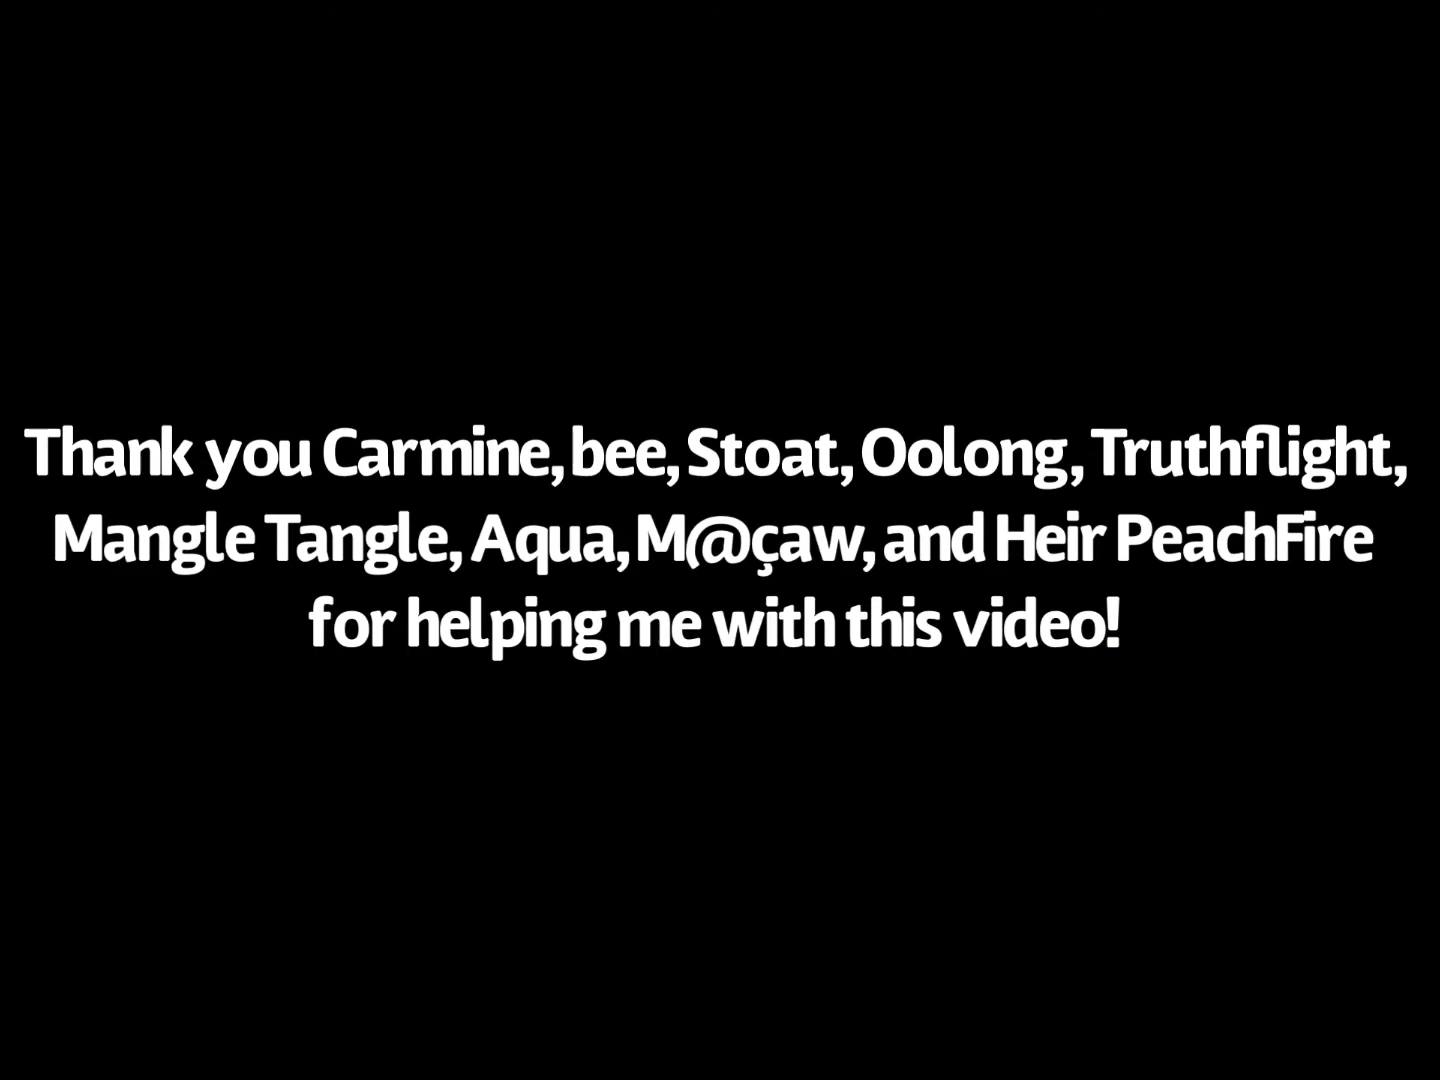 Thank you Carmine, bee, Stoat, Oolong, Truthflight,
Mangle Tangle, Aqua, M@çaw, and Heir PeachFire
for helping me with this video!